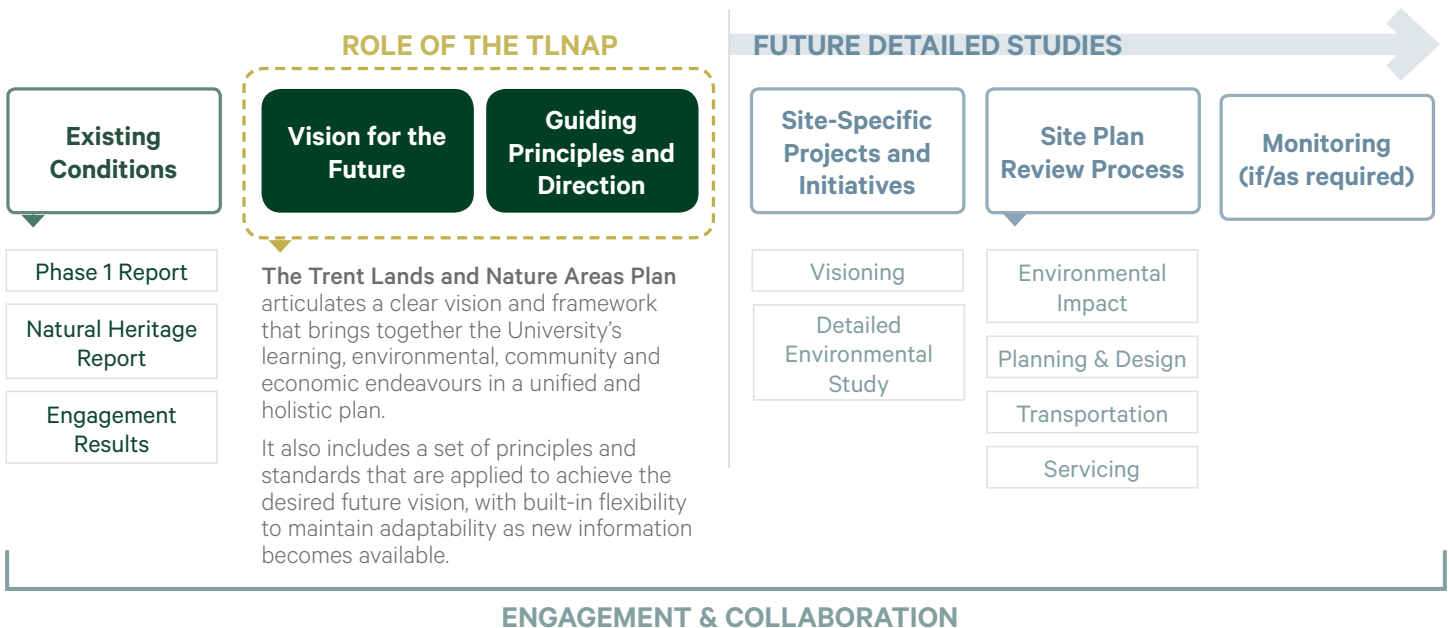 ROLE OF THE TLNAP
FUTURE DETAILED STUDIES
Existing
Conditions
Vision for the
Future
Guiding
Principles and
Direction
Site-Specific
Projects and
Initiatives
Site Plan
Review Process
Monitoring
(if/as required)
Phase 1 Report
Natural Heritage
Report
Engagement
Results
The Trent Lands and Nature Areas Plan
articulates a clear vision and framework
that brings together the University’s
learning, environmental, community and
economic endeavours in a unified and
holistic plan.
It also includes a set of principles and
standards that are applied to achieve the
desired future vision, with built-in flexibility
to maintain adaptability as new information
becomes available.
Visioning
Detailed
Environmental
Study
Environmental
Impact
Planning & Design
Transportation
Servicing
ENGAGEMENT & COLLABORATION